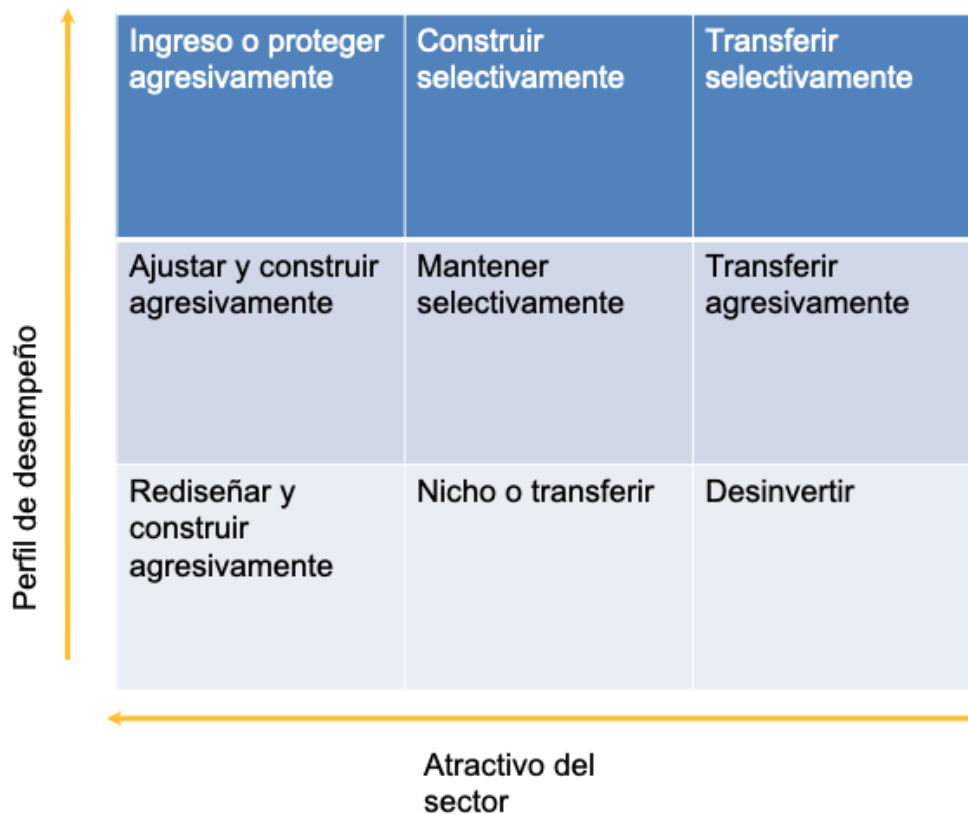 Ingreso o proteger
agresivamente
Construir
selectivamente
Transferir
selectivamente
Ajustar y construir
agresivamente
Mantener
selectivamente
Transferir
agresivamente
Rediseñar y
construir
agresivamente
Nicho o transferir
Desinvertir
Perfil de desempeño
Atractivo del
sector